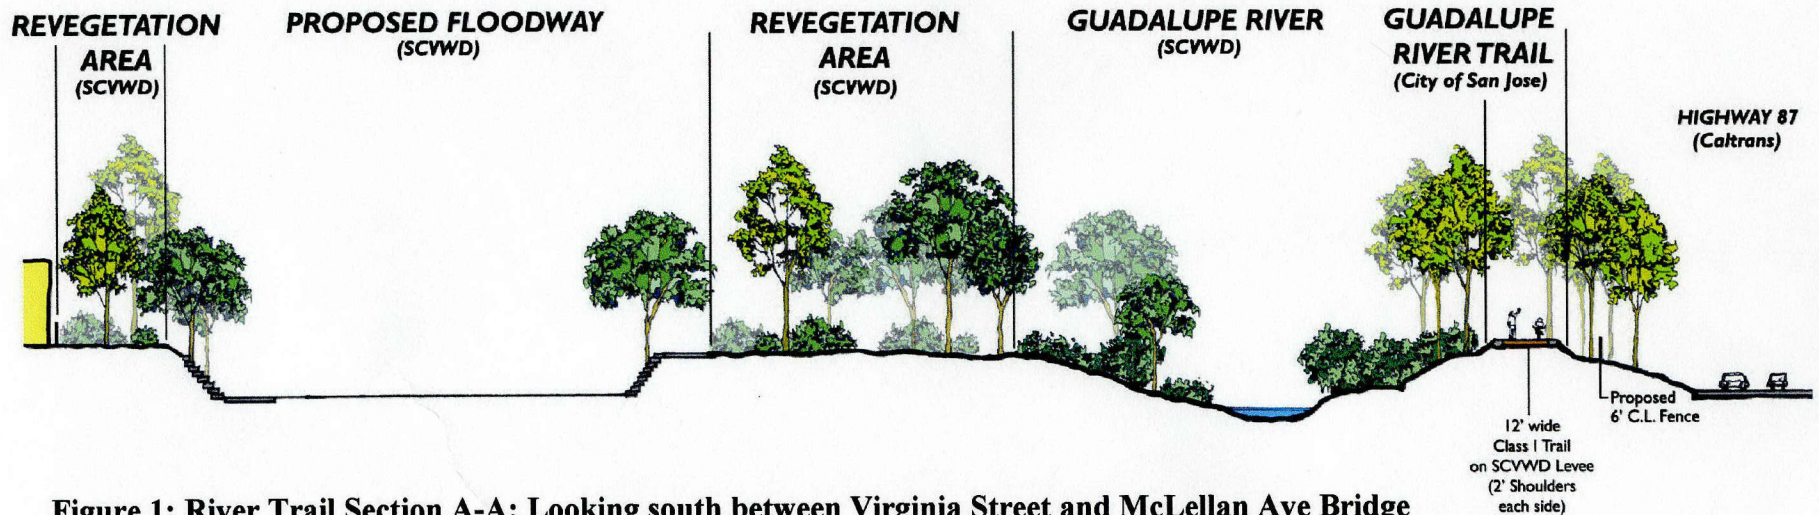 REVEGETATION
AREA
(SCVWD)
PROPOSED FLOODWAY
(SCVWD)
REVEGETATION
AREA
(SCVWD)
GUADALUPE RIVER
(SCVWD)
GUADALUPE
RIVER TRAIL
(City of San Jose)
HIGHWAY 87
(Caltrans)
Proposed
6' C.L. Fence
12' wide
Class I Trail
on SCVWD Levee
(2' Shoulders
each side)
Figure 1: River Trail Section A-A: Looking south between Virginia Street and McLellan Ave Bridge